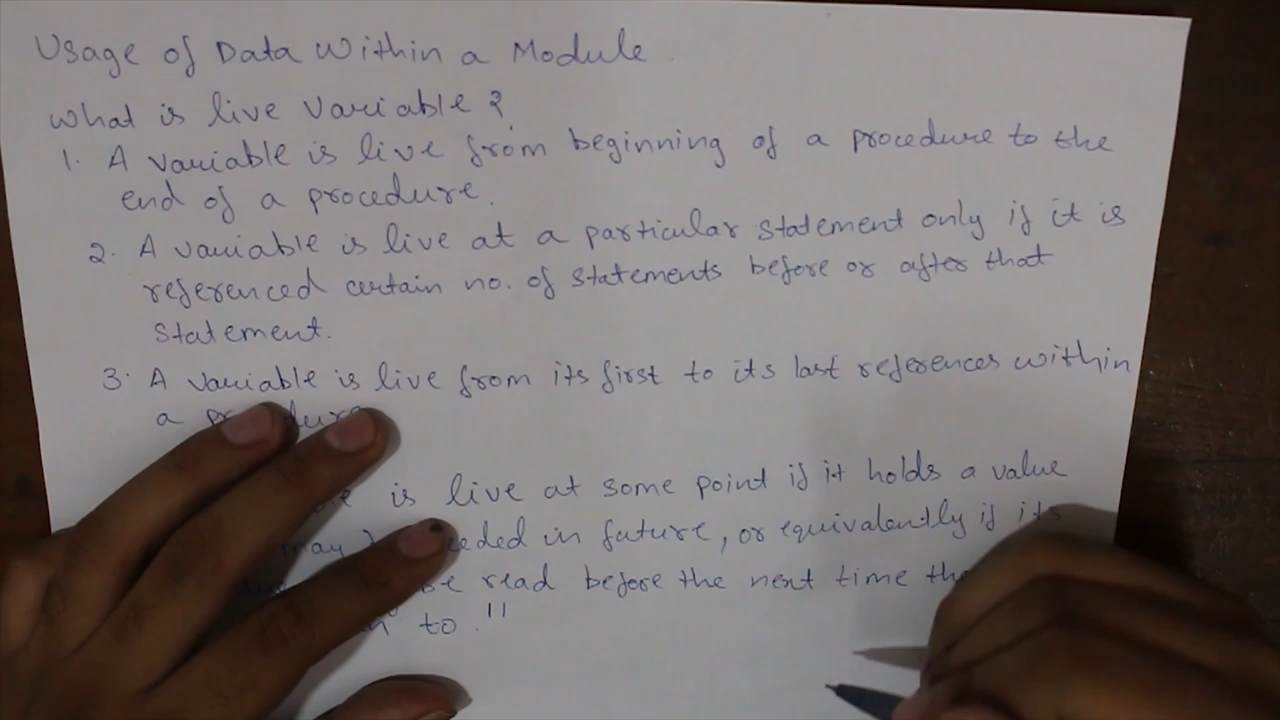 Usage of Data Within a Module
What is live Variable ?
1. A variable is live from beginning of a procedure to the
end of a procedure.
2. A variable is live at a particular statement only if it is
referenced certain no. of statements before or after that
statement.
3. A variable is live from its first to its last references within
a
is live at some point if it holds a value
may in future, or equivalently if its
read before the next time
to."